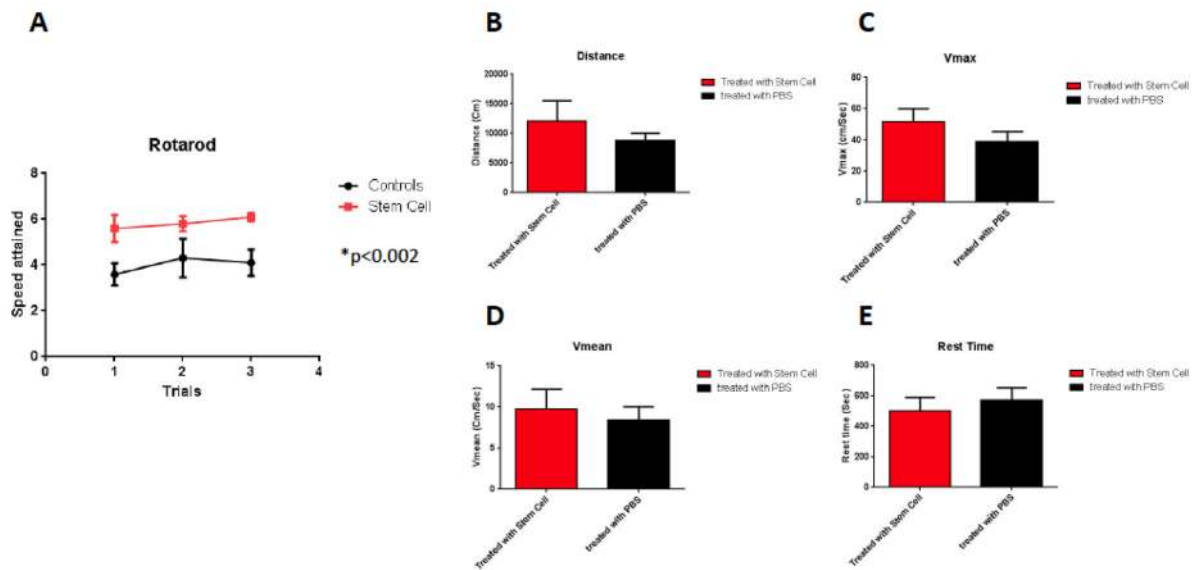 A
Rotarod
8
6
4
2
0
Speed attained
0 1 2 3 4
Trials
Controls
Stem Cell
*p<0.002
B
Distance
20000
15000
10000
5000
0
Distance (Cm)
Treated with Stem Cell
treated with PBS
Treated with Stem Cell
treated with PBS
C
Vmax
80
60
40
20
0
Vmax (cm/Sec)
Treated with Stem Cell
treated with PBS
Treated with Stem Cell
treated with PBS
D
Vmean
15
10
5
0
Vmean (Cm/Sec)
Treated with Stem Cell
treated with PBS
Treated with Stem Cell
treated with PBS
E
Rest Time
800
600
400
200
0
Rest time (Sec)
Treated with Stem Cell
treated with PBS
Treated with Stem Cell
treated with PBS